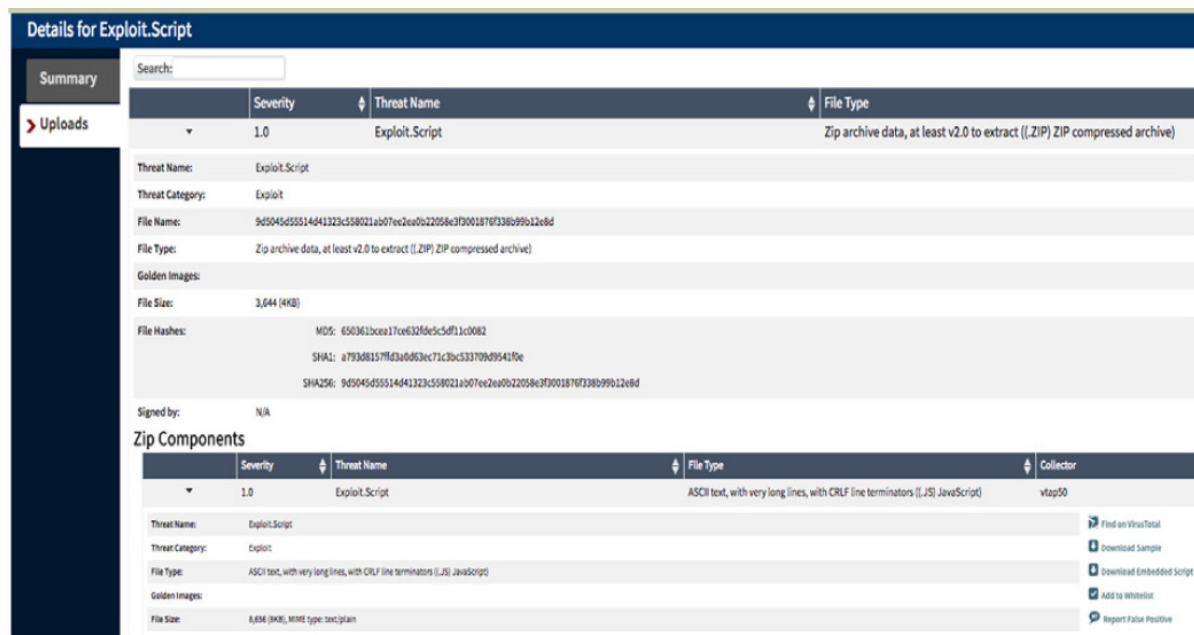 Details for Exploit.Script
Summary
Uploads
Search:
Severity Threat Name File Type
1.0 Exploit.Script Zip archive data, at least v2.0 to extract ((.ZIP) ZIP compressed archive)
Threat Name: Exploit.Script
Threat Category: Exploit
File Name: 9d5045d55514d41323c558021ab07ee2ea0b22058e3f3001876f338b99b12e8d
File Type: Zip archive data, at least v2.0 to extract ((.ZIP) ZIP compressed archive)
Golden Images:
File Size: 3,644 (4KB)
File Hashes: MD5: 650361bcea17ce632fde5c5df11c0082
SHA1: a793d8157ffd3a0d63ec71c3bc533709d9541f0e
SHA256: 9d5045d55514d41323c558021ab07ee2ea0b22058e3f3001876f338b99b12e8d
Signed by: N/A
Zip Components
Severity Threat Name File Type Collector
1.0 Exploit.Script ASCII text, with very long lines, with CRLF line terminators ((.JS) JavaScript) vtap50
Threat Name: Exploit.Script
Find on VirusTotal
Threat Category: Exploit
Download Sample
File Type: ASCII text, with very long lines, with CRLF line terminators ((.JS) JavaScript)
Download Embedded Script
Golden Images:
Add to Whitelist
File Size: 8,656 (8KB), MIME type: text/plain
Report False Positive